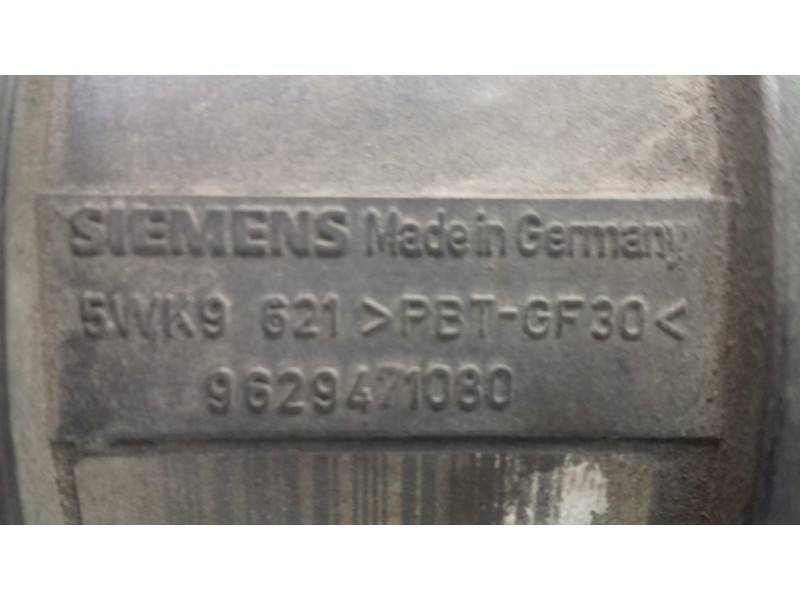 SIEMENS Made in Germany
5WK9 621 >PBT-GF30<
9629471080